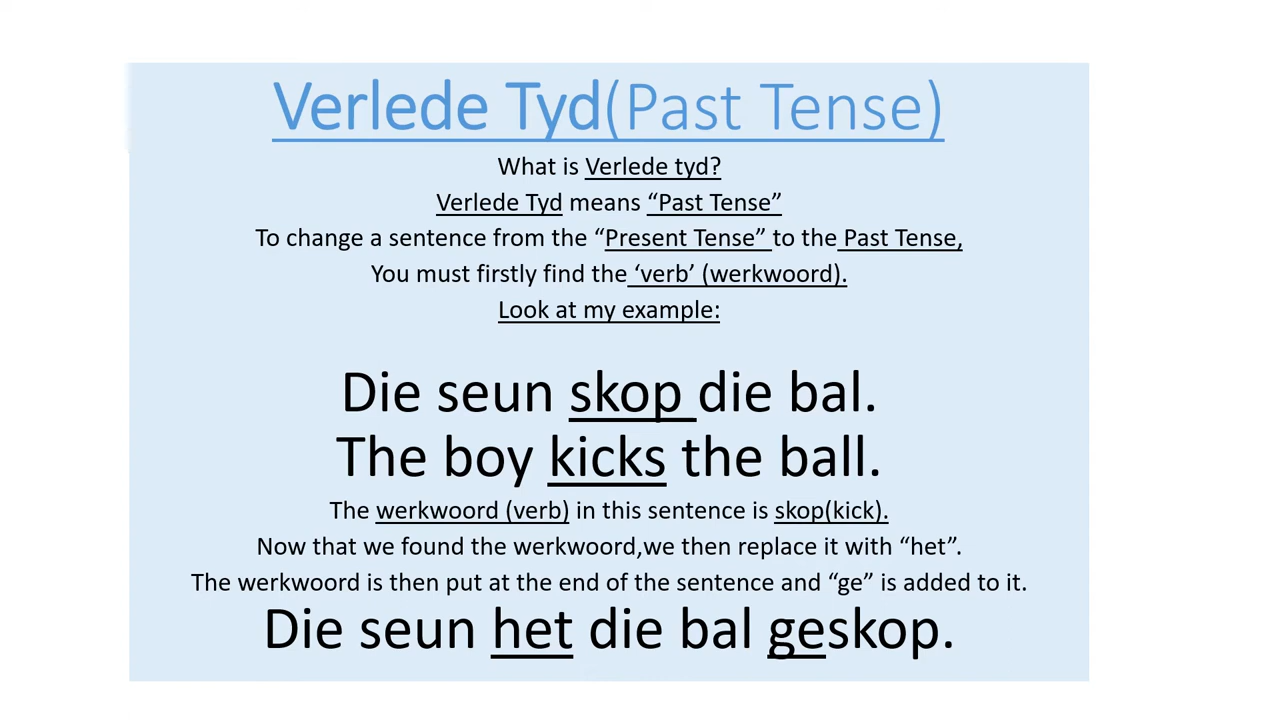 Verlede Tyd(Past Tense)
What is Verlede tyd?
Verlede Tyd means “Past Tense”
To change a sentence from the “Present Tense” to the Past Tense,
You must firstly find the ‘verb’ (werkwoord).
Look at my example:
Die seun skop die bal.
The boy kicks the ball.
The werkwoord (verb) in this sentence is skop(kick).
Now that we found the werkwoord,we then replace it with “het”.
The werkwoord is then put at the end of the sentence and “ge” is added to it.
Die seun het die bal geskop.